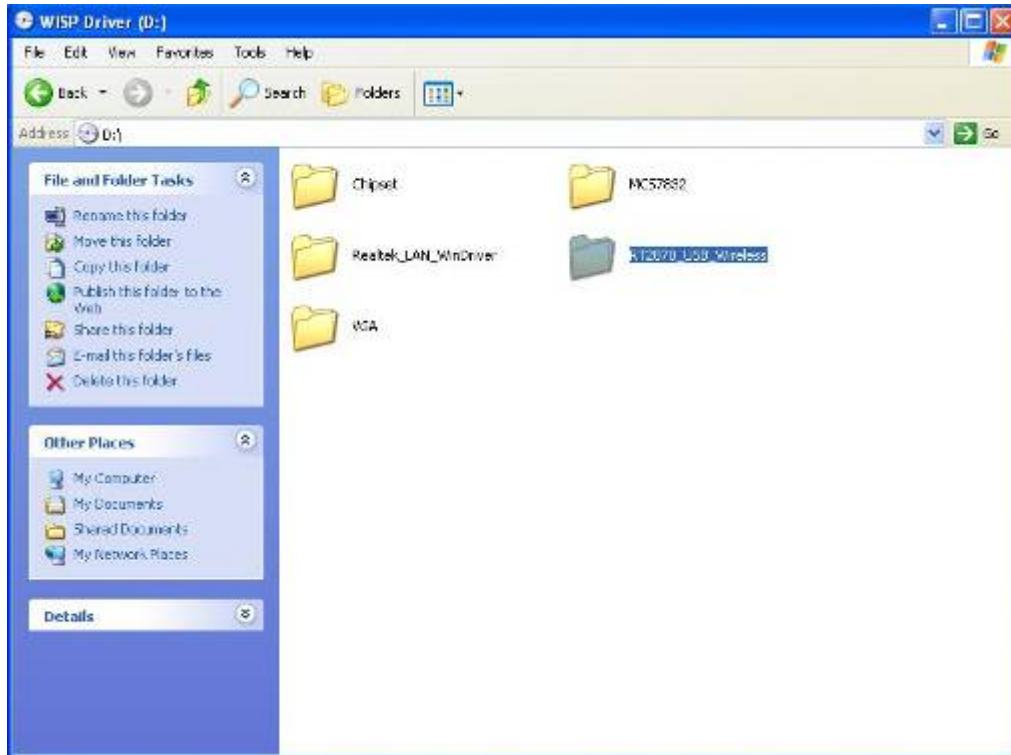 WISP Driver (D:)
File Edit View Favorites Tools Help
Back Search Folders
Address D:\ Go
File and Folder Tasks
Rename this folder
Move this folder
Copy this folder
Publish this folder to the
Web
Share this folder
E-mail this folder's files
Delete this folder
Other Places
My Computer
My Documents
Shared Documents
My Network Places
Details
Chipset
MCS7832
Realtek_LAN_WinDriver
RT2070_USB_Wireless
VGA